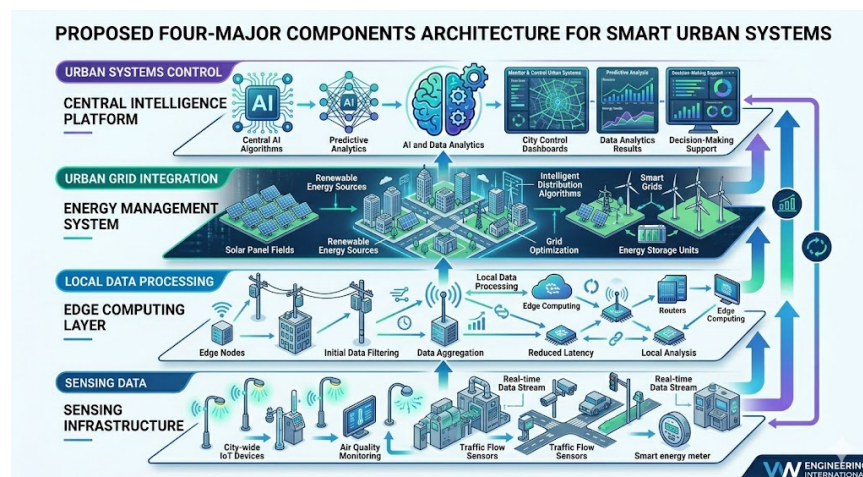 PROPOSED FOUR-MAJOR COMPONENTS ARCHITECTURE FOR SMART URBAN SYSTEMS
URBAN SYSTEMS CONTROL
CENTRAL INTELLIGENCE
PLATFORM
AI
AI
Central AI
Algorithms
Predictive
Analytics
AI and Data Analytics
Monitor & Control Urban Systems
City Control
Dashboards
Predictive Analysis
Data Analytics
Results
Decision-Making Support
Decision-Making
Support
URBAN GRID INTEGRATION
ENERGY MANAGEMENT
SYSTEM
Solar Panel Fields
Renewable
Energy Sources
Renewable
Energy Sources
Intelligent
Distribution
Algorithms
Grid
Optimization
Smart
Grids
Energy Storage Units
LOCAL DATA PROCESSING
EDGE COMPUTING
LAYER
Edge Nodes
Initial Data Filtering
Data Aggregation
Local Data
Processing
Edge Computing
Reduced Latency
Routers
Local Analysis
Edge
Computing
SENSING DATA
SENSING
INFRASTRUCTURE
City-wide
IoT Devices
Air Quality
Monitoring
Traffic Flow
Sensors
Real-time
Data Stream
Traffic Flow
Sensors
Smart energy meter
Real-time
Data Stream
ENGINEERING
INTERNATIONAL